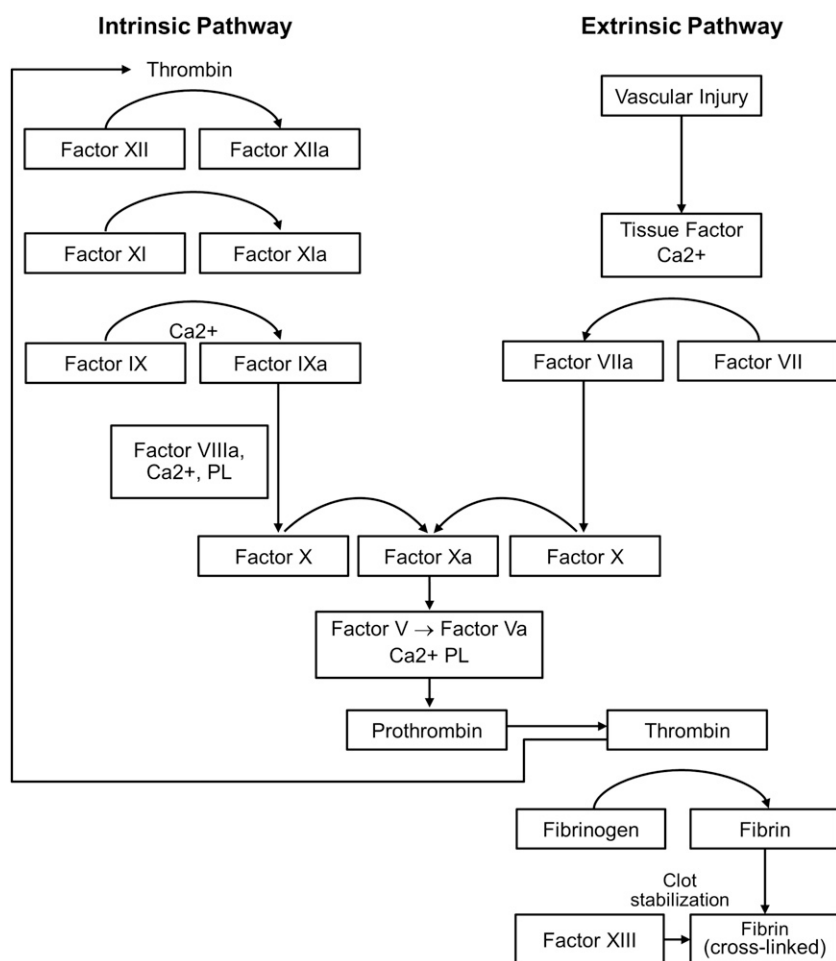 Intrinsic Pathway
Extrinsic Pathway
Thrombin
Vascular Injury
Factor XII
Factor XIIa
Factor XI
Factor XIa
Tissue Factor
Ca2+
Ca2+
Factor IX
Factor IXa
Factor VIIa
Factor VII
Factor VIIIa,
Ca2+, PL
Factor X
Factor Xa
Factor X
Factor V → Factor Va
Ca2+ PL
Prothrombin
Thrombin
Fibrinogen
Fibrin
Clot
stabilization
Factor XIII
Fibrin
(cross-linked)